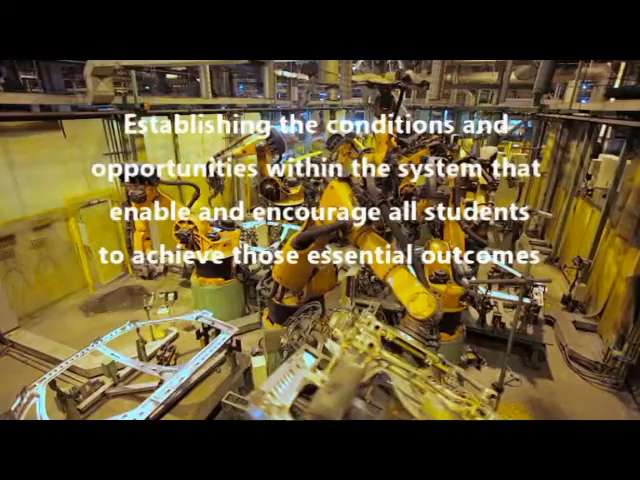 Establishing the conditions and
opportunities within the system that
enable and encourage all students
to achieve those essential outcomes